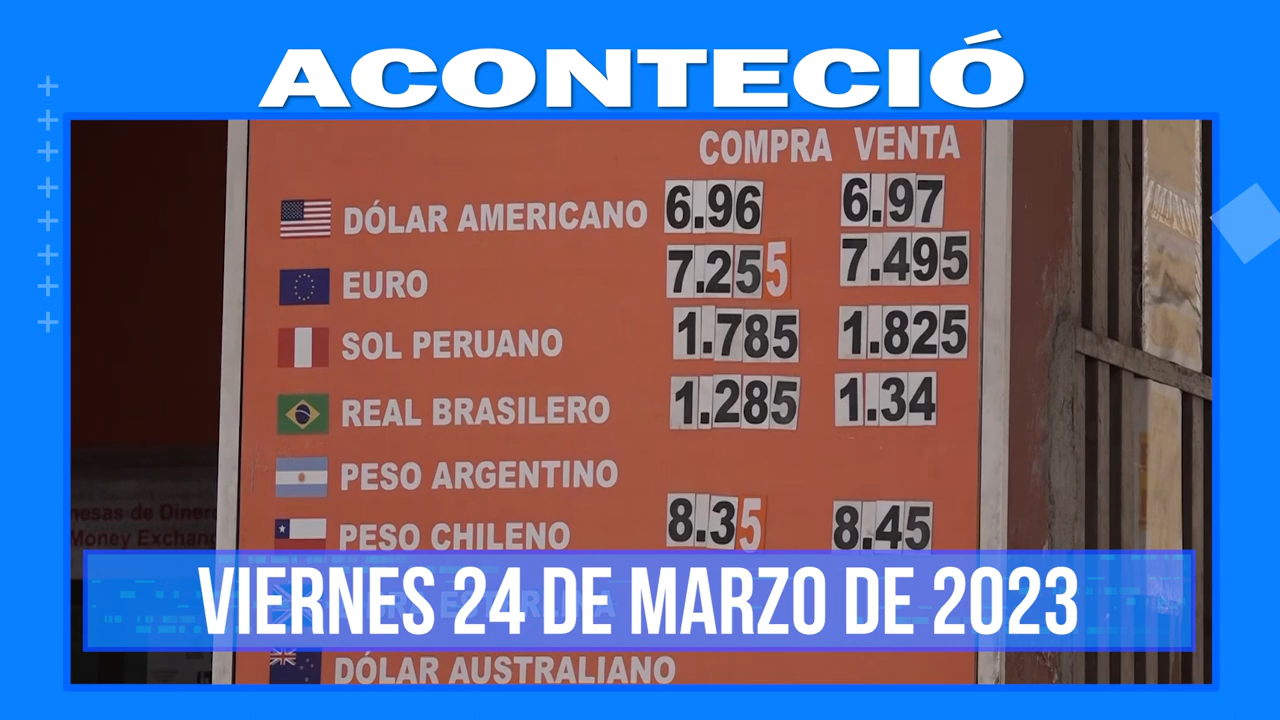 ACONTECIÓ
COMPRA VENTA
DÓLAR AMERICANO 6.96 6.97
EURO 7.255 7.495
SOL PERUANO 1.785 1.825
REAL BRASILERO 1.285 1.34
PESO ARGENTINO
PESO CHILENO 8.35 8.45
Money Exchan
VIERNES 24 DE MARZO DE 2023
DÓLAR AUSTRALIANO